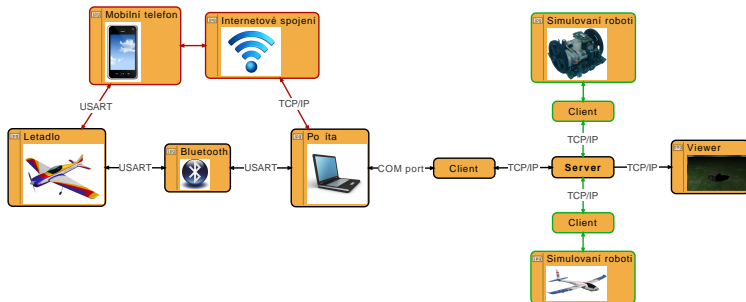 Mobilní telefon
Internetové spojení
Simulovaní roboti
USART
TCP/IP
Client
TCP/IP
Letadlo
Bluetooth
Po íta
Viewer
USART
USART
COM port
Client
TCP/IP
Server
TCP/IP
TCP/IP
Client
Simulovaní roboti